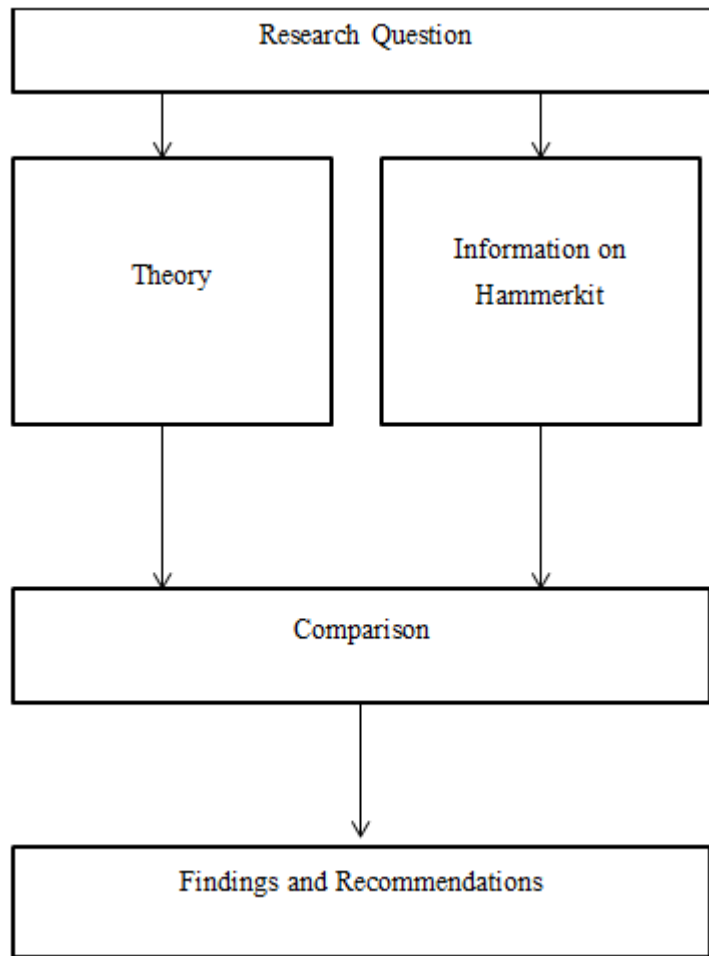 Research Question
Theory
Information on
Hammerkit
Comparison
Findings and Recommendations